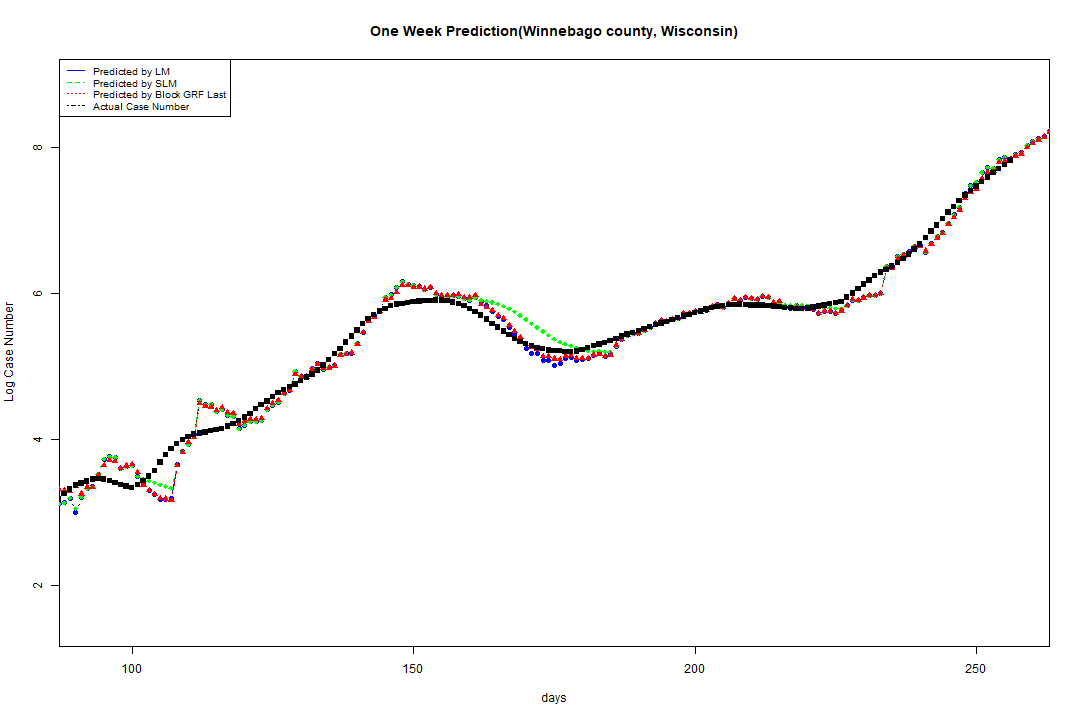 One Week Prediction(Winnebago county, Wisconsin)
Predicted by LM
Predicted by SLM
Predicted by Block GRF Last
Actual Case Number
8
6
4
2
Log Case Number
100 150 200 250
days